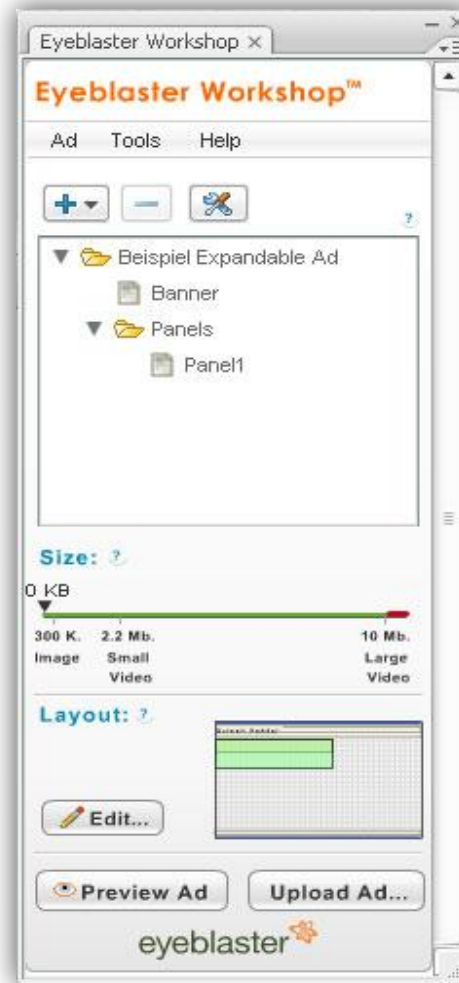 Eyeblaster Workshop ×
Eyeblaster Workshop™
Ad Tools Help
?
Beispiel Expandable Ad
Banner
Panels
Panel1
Size: ?
0 KB
300 K. 2.2 Mb. 10 Mb.
Image Small Large
Video Video
Layout: ?
Edit...
Preview Ad Upload Ad...
eyeblaster